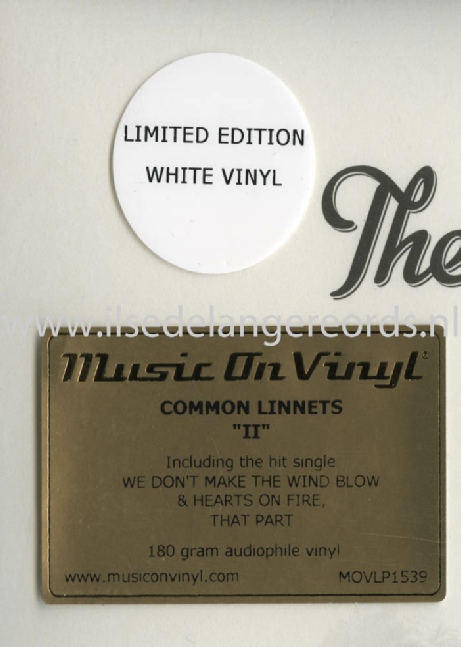 LIMITED EDITION
WHITE VINYL
The
www.ilsedelangerecords.nl
Music On Vinyl
COMMON LINNETS
"II"
Including the hit single
WE DON'T MAKE THE WIND BLOW
& HEARTS ON FIRE,
THAT PART
180 gram audiophile vinyl
www.musiconvinyl.com MOVLP1539